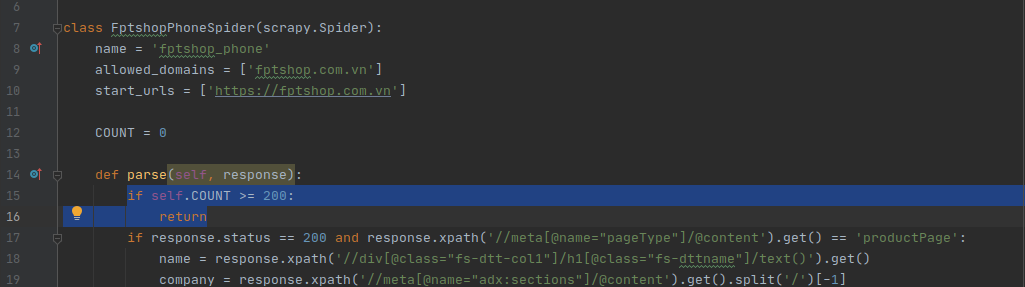 6
7 class FptshopPhoneSpider(scrapy.Spider):
8 name = 'fptshop_phone'
9 allowed_domains = ['fptshop.com.vn']
10 start_urls = ['https://fptshop.com.vn']
11
12 COUNT = 0
13
14 def parse(self, response):
15 if self.COUNT >= 200:
16 return
17 if response.status == 200 and response.xpath('//meta[@name="pageType"]/@content').get() == 'productPage':
18 name = response.xpath('//div[@class="fs-dtt-col1"]/h1[@class="fs-dttname"]/text()').get()
19 company = response.xpath('//meta[@name="adx:sections"]/@content').get().split('/')[-1]